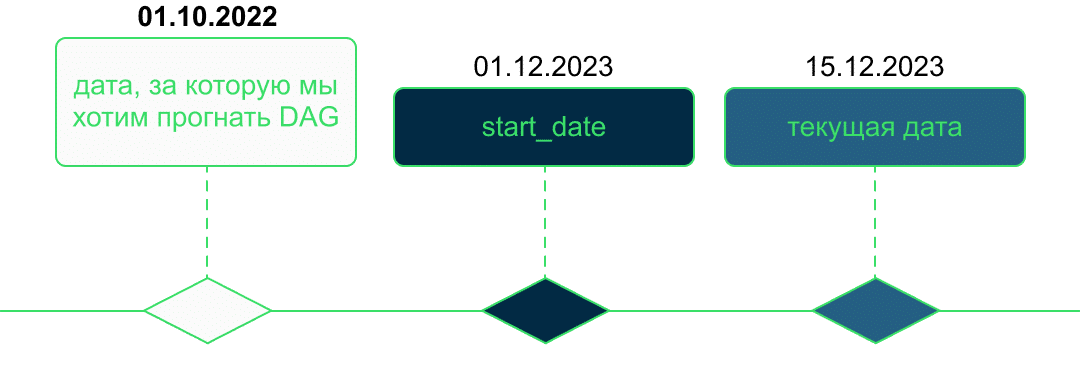 01.10.2022
дата, за которую мы
хотим прогнать DAG
01.12.2023
start_date
15.12.2023
текущая дата